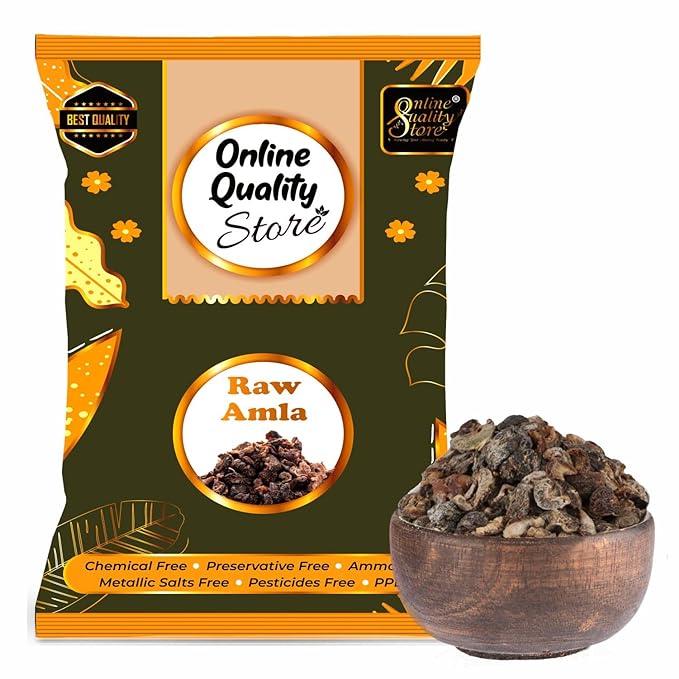 BEST QUALITY
Online
Quality
Store
Online
Quality
Store
Raw
Amla
Chemical Free • Preservative Free • Ammo
Metallic Salts Free • Pesticides Free • PP